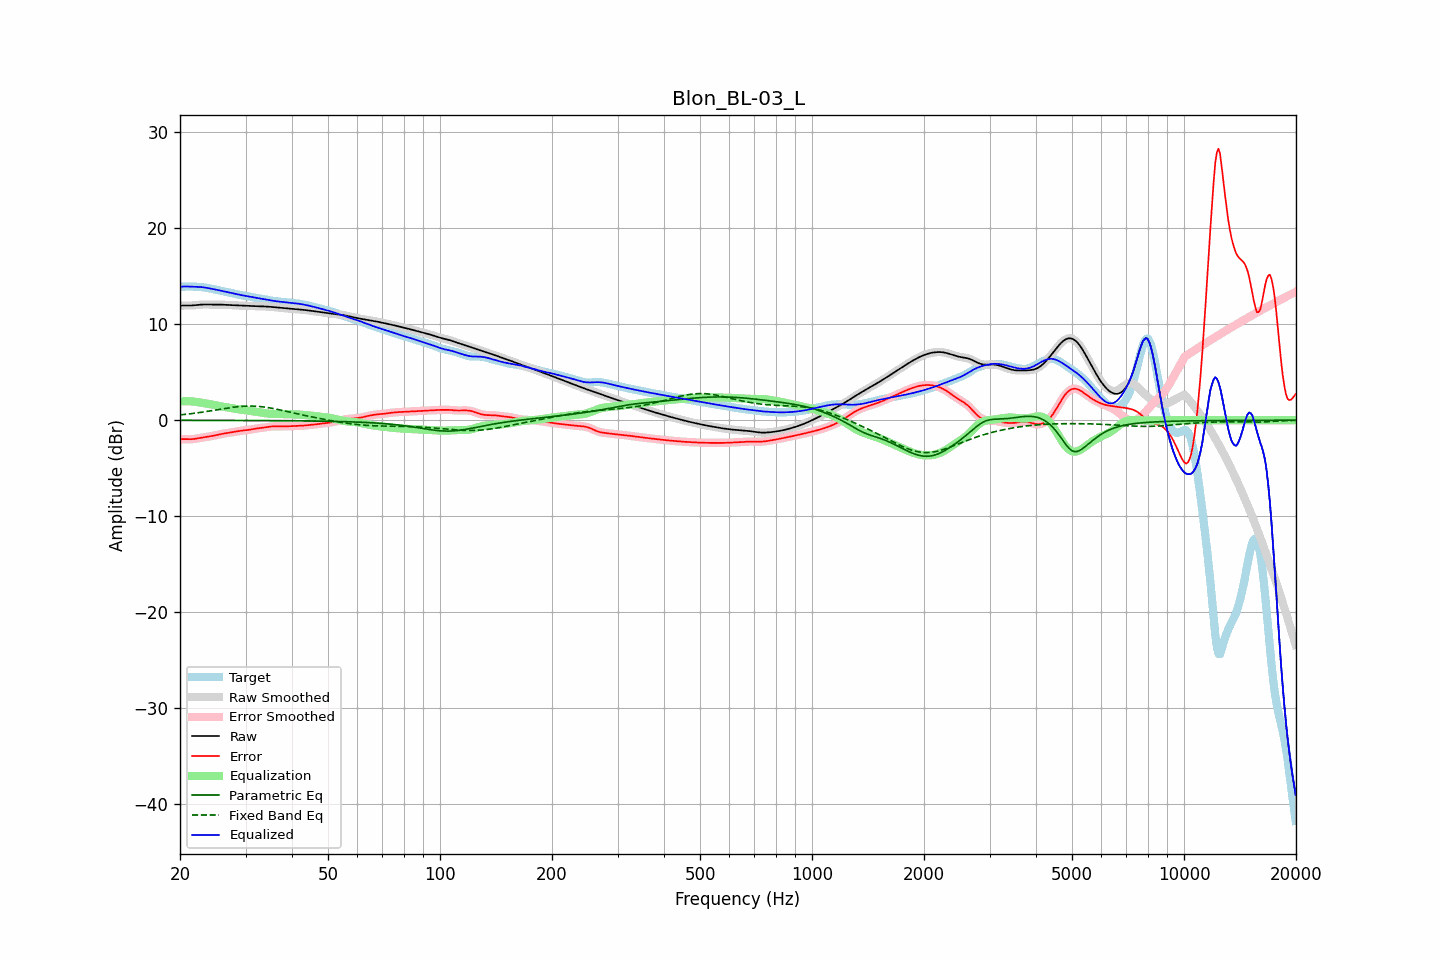 Blon_BL-03_L
30
20
10
0
−10
−20
−30
−40
Amplitude (dBr)
Target
Raw Smoothed
Error Smoothed
Raw
Error
Equalization
Parametric Eq
Fixed Band Eq
Equalized
20 50 100 200 500 1000 2000 5000 10000 20000
Frequency (Hz)